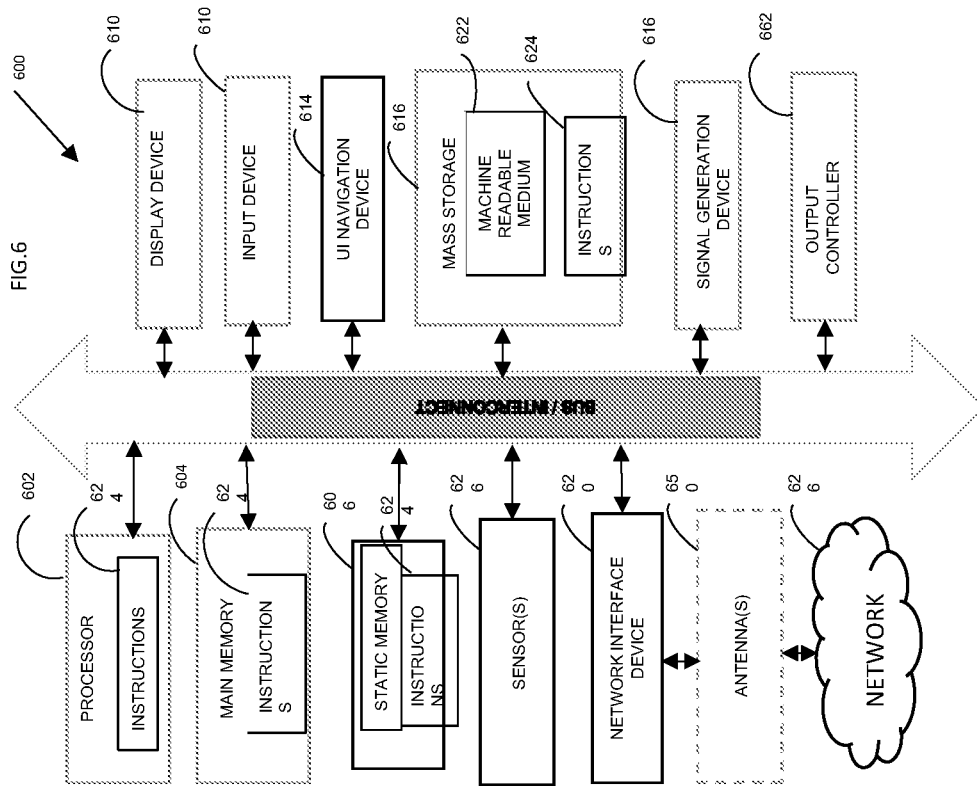 600
FIG.6
602
PROCESSOR
62
4
INSTRUCTIONS
604
MAIN MEMORY
62
4
INSTRUCTION
S
60
6
STATIC MEMORY
62
4
INSTRUCTIO
NS
62
6
SENSOR(S)
62
0
NETWORK INTERFACE
DEVICE
65
0
ANTENNA(S)
62
6
NETWORK
BUS / INTERCONNECT
610
DISPLAY DEVICE
610
INPUT DEVICE
614
UI NAVIGATION
DEVICE
616
MASS STORAGE
622
MACHINE
READABLE
MEDIUM
624
INSTRUCTION
S
616
SIGNAL GENERATION
DEVICE
662
OUTPUT
CONTROLLER